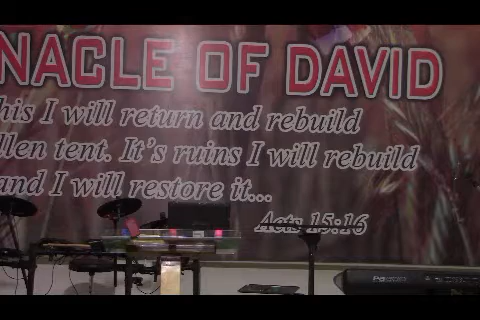 NACLE OF DAVID
his I will return and rebuild
llen tent. It's ruins I will rebuild
and I will restore it...
Acts 15:16